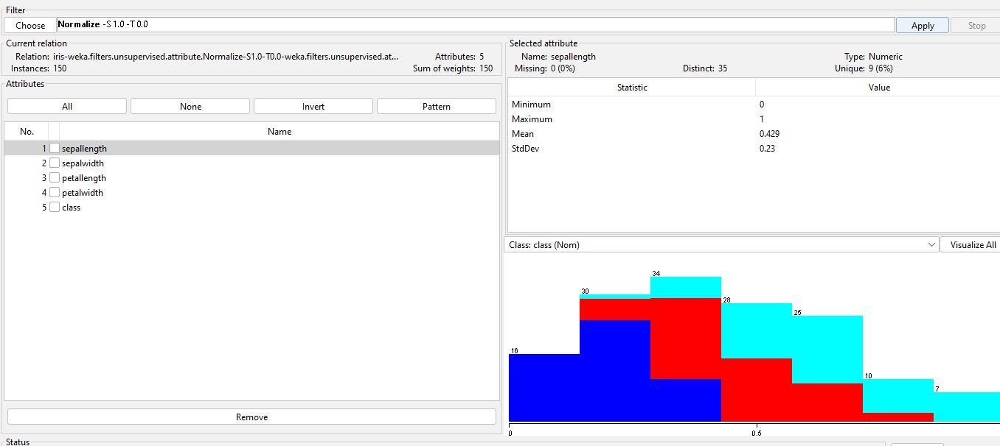 Filter
Choose Normalize -S 1.0 -T 0.0 Apply Stop
Current relation
Relation: iris-weka.filters.unsupervised.attribute.Normalize-S1.0-T0.0-weka.filters.unsupervised.at... Attributes: 5
Instances: 150 Sum of weights: 150
Attributes
All None Invert Pattern
No. Name
1 sepallength
2 sepalwidth
3 petallength
4 petalwidth
5 class
Remove
Status
Selected attribute
Name: sepallength Type: Numeric
Missing: 0 (0%) Distinct: 35 Unique: 9 (6%)
Statistic Value
Minimum 0
Maximum 1
Mean 0.429
StdDev 0.23
Class: class (Nom) Visualize All
34
30
28
25
16
10
7
0 0.5